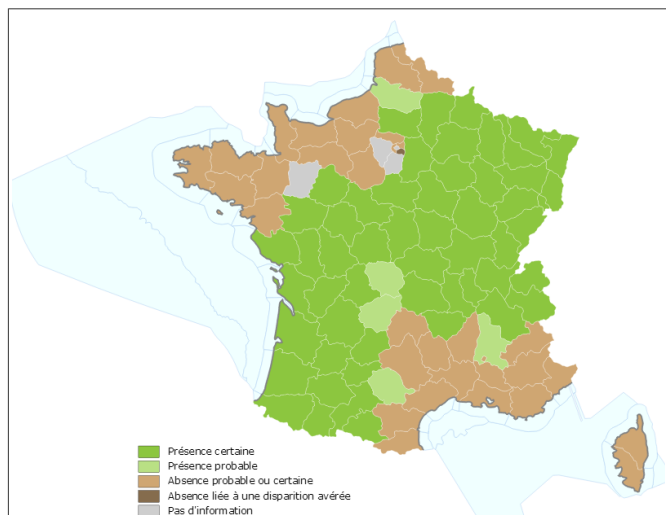 Présence certaine
Présence probable
Absence probable ou certaine
Absence liée à une disparition avérée
Pas d'information